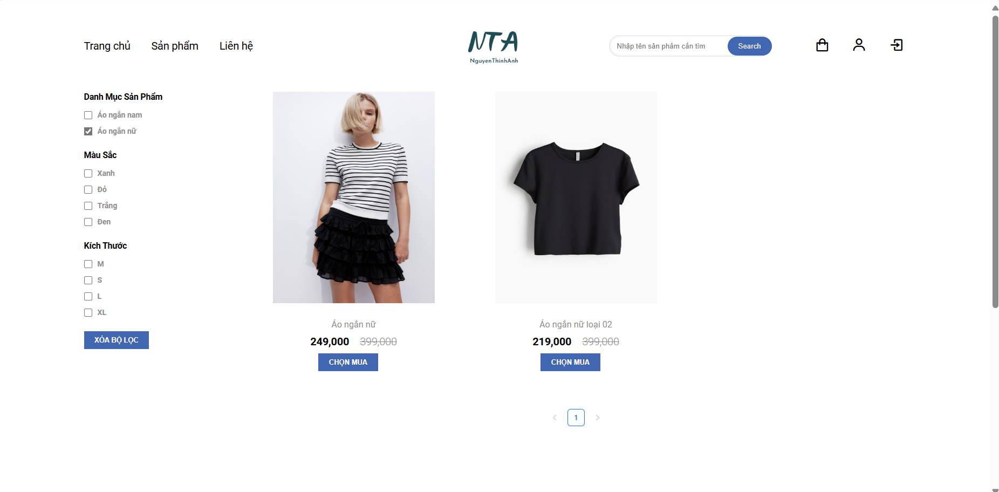 Trang chủ
Sản phẩm
Liên hệ
NTA
NguyenThinhAnh
Nhập tên sản phẩm cần tìm
Search
Danh Mục Sản Phẩm
Áo ngắn nam
Áo ngắn nữ
Màu Sắc
Xanh
Đỏ
Trắng
Đen
Kích Thước
M
S
L
XL
XÓA BỘ LỌC
Áo ngắn nữ
249,000 399,000
CHỌN MUA
Áo ngắn nữ loại 02
219,000 399,000
CHỌN MUA
1